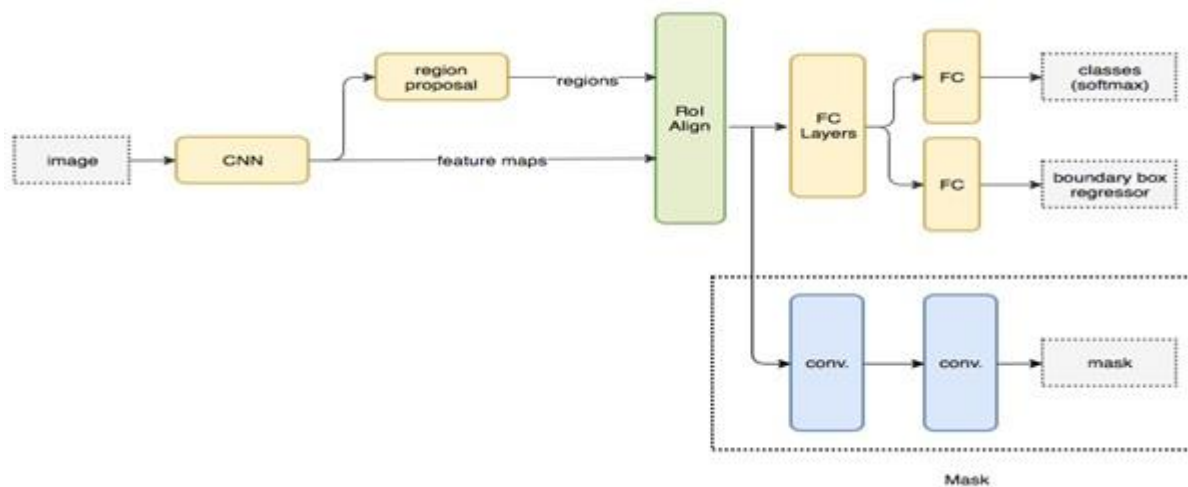 image
CNN
region
proposal
regions
feature maps
RoI
Align
FC
Layers
FC
classes
(softmax)
FC
boundary box
regressor
conv.
conv.
mask
Mask